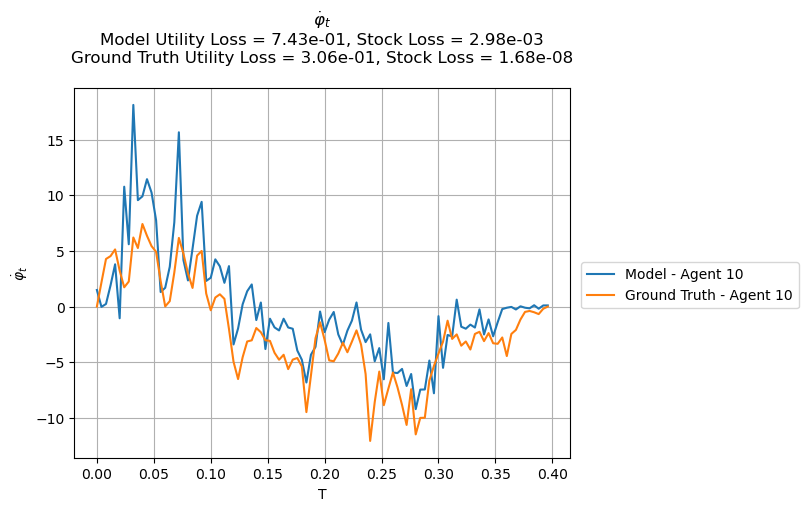 φ̇ₜ
Model Utility Loss = 7.43e-01, Stock Loss = 2.98e-03
Ground Truth Utility Loss = 3.06e-01, Stock Loss = 1.68e-08
15
10
5
0
−5
−10
φ̇ₜ
0.00 0.05 0.10 0.15 0.20 0.25 0.30 0.35 0.40
T
Model - Agent 10
Ground Truth - Agent 10